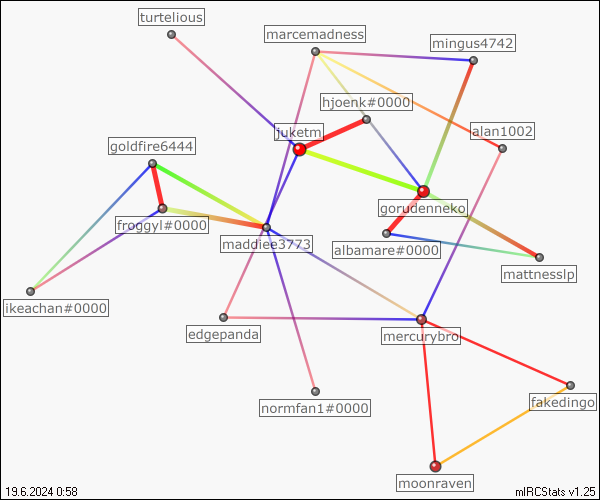 turtelious
marcemadness
mingus4742
hjoenk#0000
juketm
alan1002
goldfire6444
gorudenneko
froggyl#0000
maddiee3773
albamare#0000
mattnesslp
ikeachan#0000
edgepanda
mercurybro
normfan1#0000
fakedingo
moonraven
19.6.2024 0:58
mIRCStats v1.25